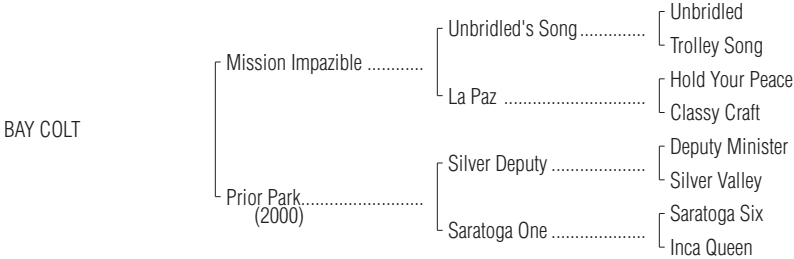 Unbridled
Unbridled's Song..............
Trolley Song
Mission Impazible ............
Hold Your Peace
La Paz ..............................
Classy Craft
BAY COLT
Deputy Minister
Silver Deputy ....................
Silver Valley
Prior Park..........................
(2000)
Saratoga Six
Saratoga One ....................
Inca Queen